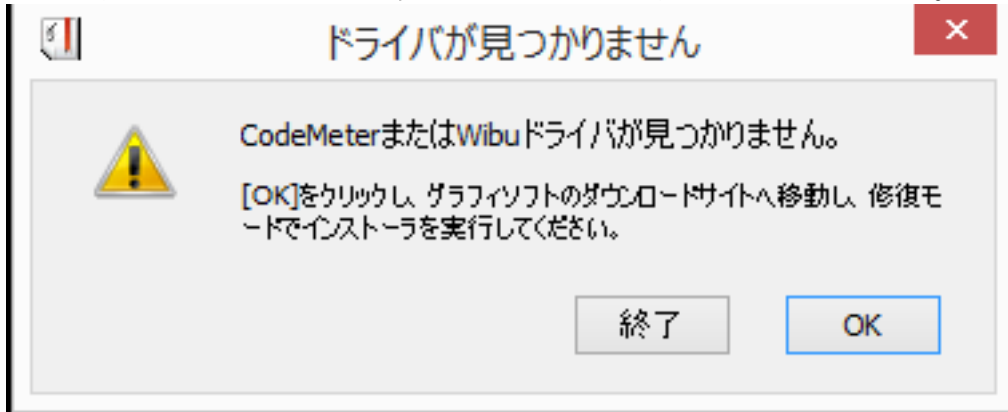 ドライバが見つかりません
CodeMeterまたはWibuドライバが見つかりません。
[OK]をクリックし、グラフィソフトのダウンロードサイトへ移動し、修復モ
ードでインストーラを実行してください。
終了
OK